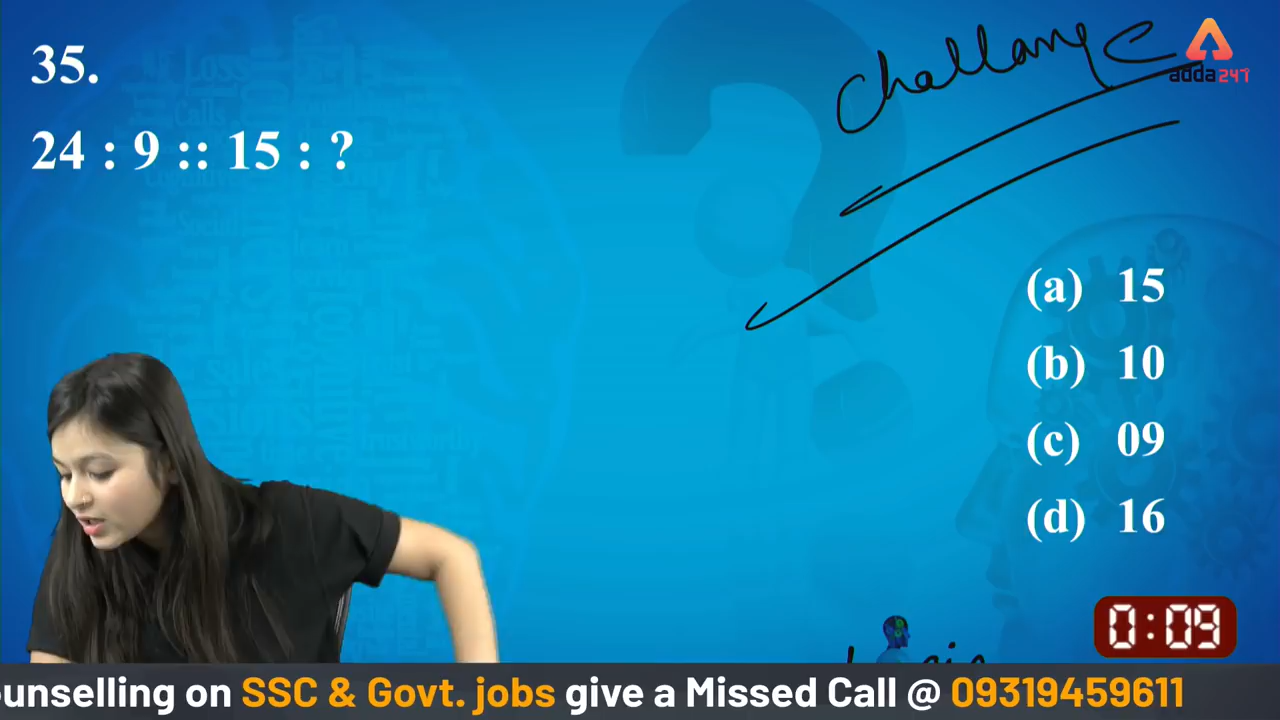 35.
Challange
adda247
24 : 9 :: 15 : ?
(a) 15
(b) 10
(c) 09
(d) 16
0:09
ounselling on SSC & Govt. jobs give a Missed Call @ 09319459611